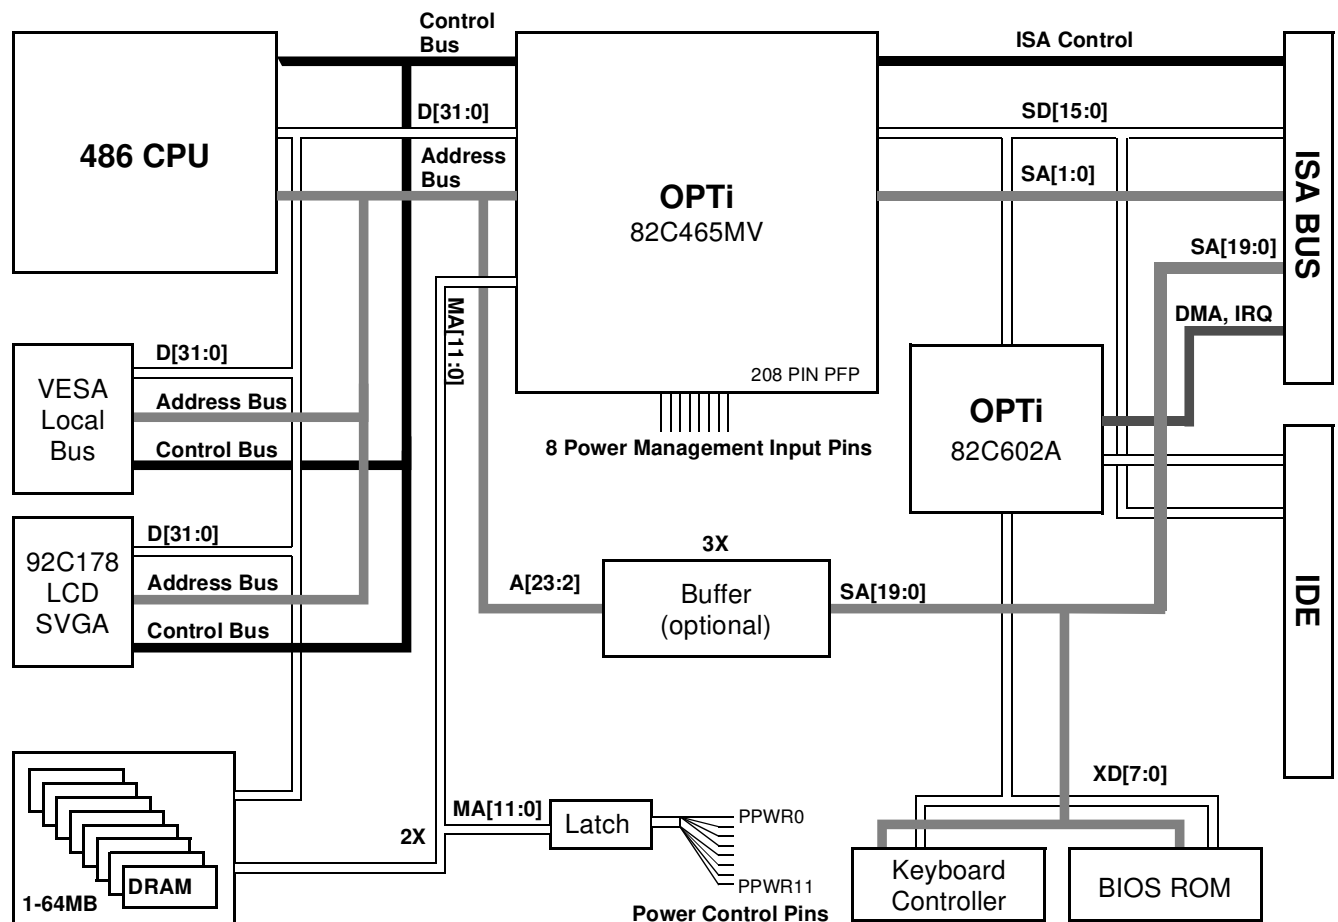 Control
Bus
ISA Control
D[31:0]
SD[15:0]
486 CPU
Address
Bus
OPTi
82C465MV
SA[1:0]
ISA BUS
SA[19:0]
MA[11:0]
DMA, IRQ
D[31:0]
VESA
Local
Bus
Address Bus
Control Bus
208 PIN PFP
8 Power Management Input Pins
OPTi
82C602A
D[31:0]
92C178
LCD
SVGA
Address Bus
Control Bus
3X
A[23:2]
Buffer
(optional)
SA[19:0]
IDE
XD[7:0]
MA[11:0]
2X
Latch
PPWR0
PPWR11
Power Control Pins
DRAM
1-64MB
Keyboard
Controller
BIOS ROM